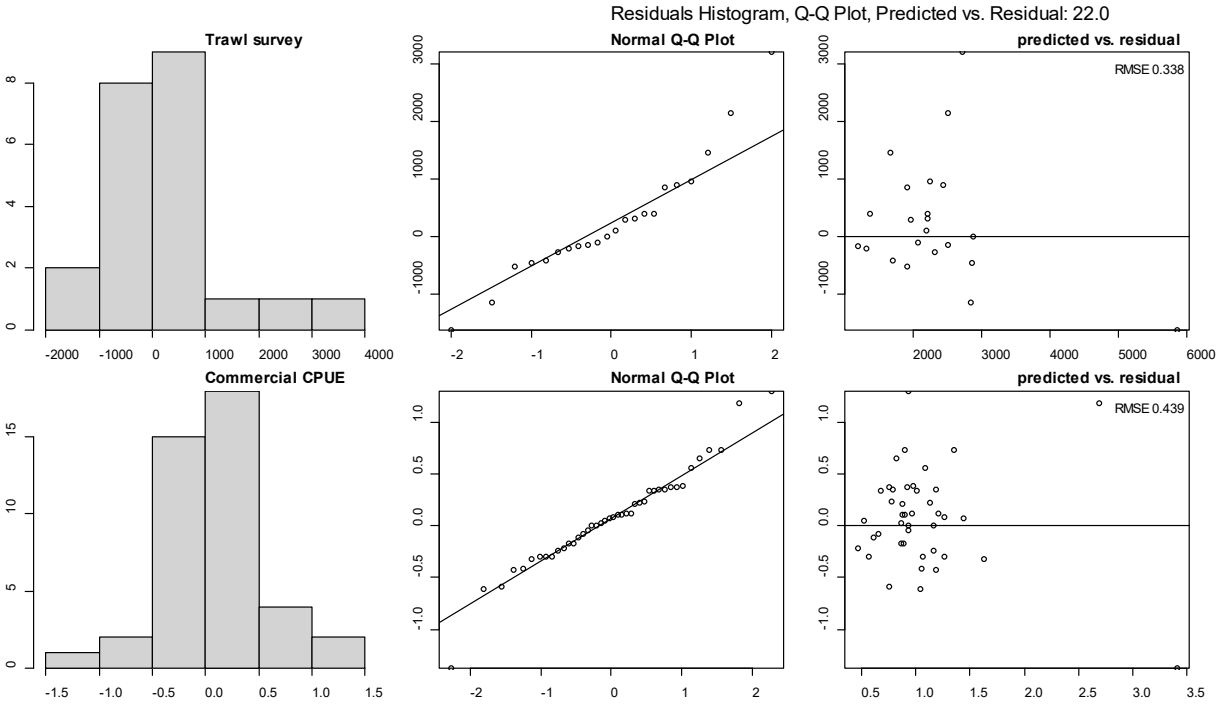 Residuals Histogram, Q-Q Plot, Predicted vs. Residual: 22.0
Trawl survey
0 2 4 6 8
-2000 -1000 0 1000 2000 3000 4000
Normal Q-Q Plot
-1000 0 1000 2000 3000
-2 -1 0 1 2
predicted vs. residual
RMSE 0.338
-1000 0 1000 2000 3000
2000 3000 4000 5000 6000
Commercial CPUE
0 5 10 15
-1.5 -1.0 -0.5 0.0 0.5 1.0 1.5
Normal Q-Q Plot
-1.0 -0.5 0.0 0.5 1.0
-2 -1 0 1 2
predicted vs. residual
RMSE 0.439
-1.0 -0.5 0.0 0.5 1.0
0.5 1.0 1.5 2.0 2.5 3.0 3.5